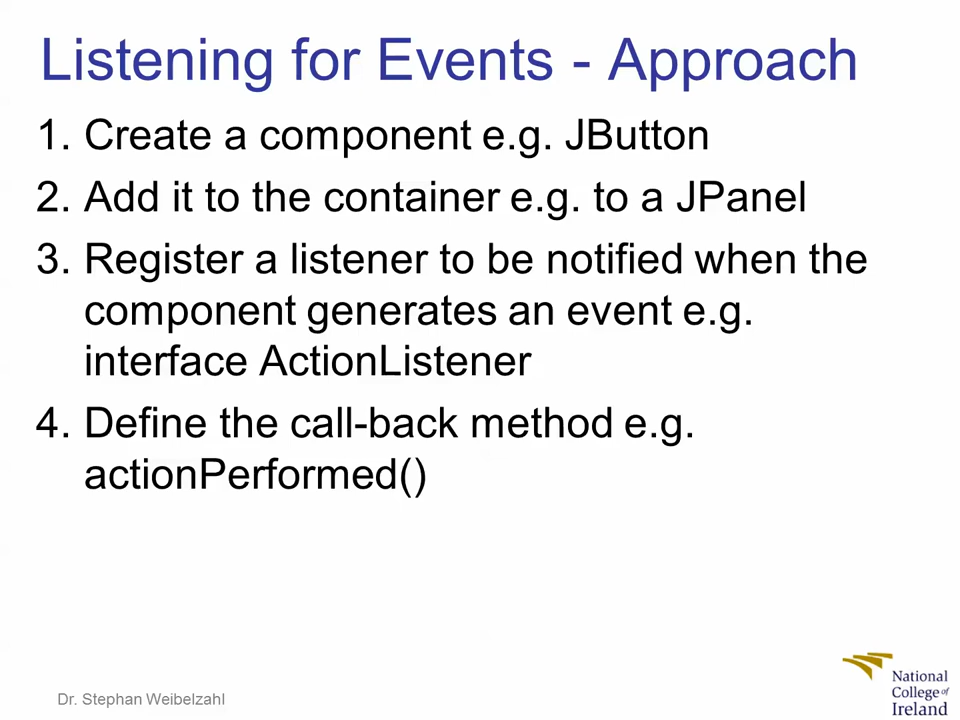 Listening for Events - Approach
1. Create a component e.g. JButton
2. Add it to the container e.g. to a JPanel
3. Register a listener to be notified when the
component generates an event e.g.
interface ActionListener
4. Define the call-back method e.g.
actionPerformed()
Dr. Stephan Weibelzahl
National
College of
Ireland